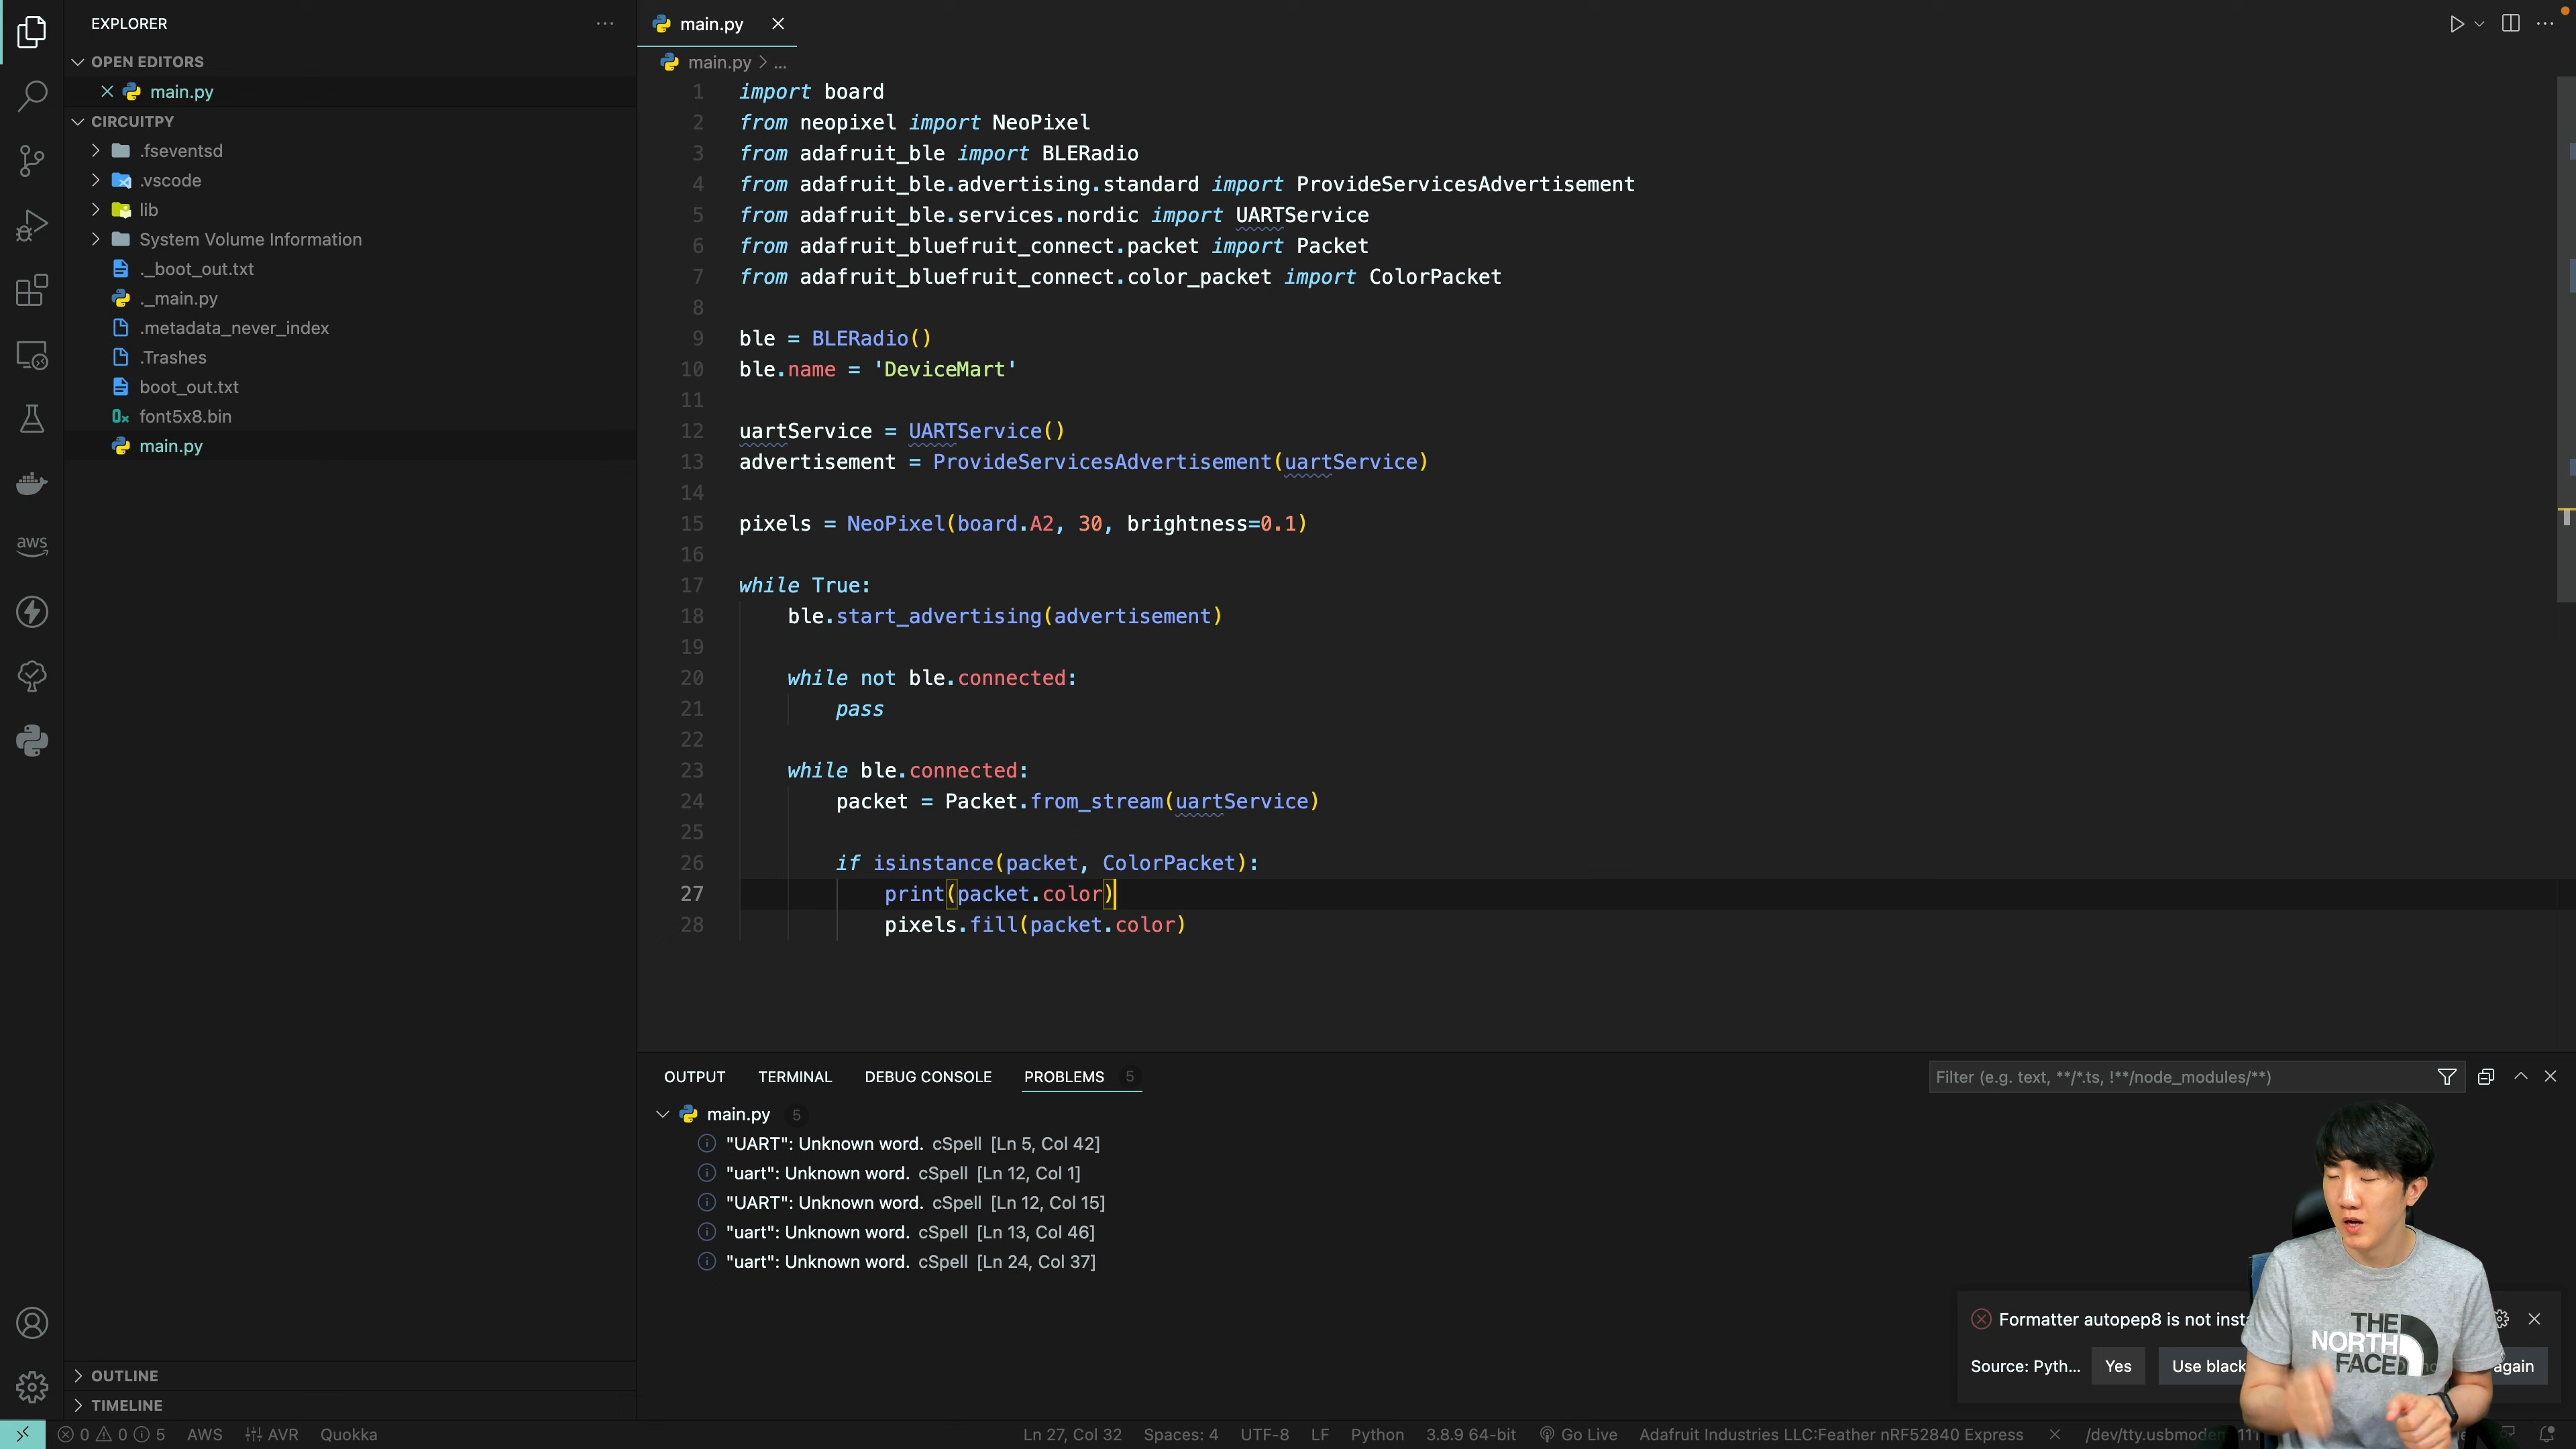 EXPLORER
OPEN EDITORS
main.py
CIRCUITPY
.fseventsd
.vscode
lib
System Volume Information
._boot_out.txt
._main.py
.metadata_never_index
.Trashes
boot_out.txt
font5x8.bin
main.py
OUTLINE
TIMELINE
aws
main.py
main.py > ...
1 import board
2 from neopixel import NeoPixel
3 from adafruit_ble import BLERadio
4 from adafruit_ble.advertising.standard import ProvideServicesAdvertisement
5 from adafruit_ble.services.nordic import UARTService
6 from adafruit_bluefruit_connect.packet import Packet
7 from adafruit_bluefruit_connect.color_packet import ColorPacket
8
9 ble = BLERadio()
10 ble.name = 'DeviceMart'
11
12 uartService = UARTService()
13 advertisement = ProvideServicesAdvertisement(uartService)
14
15 pixels = NeoPixel(board.A2, 30, brightness=0.1)
16
17 while True:
18 ble.start_advertising(advertisement)
19
20 while not ble.connected:
21 pass
22
23 while ble.connected:
24 packet = Packet.from_stream(uartService)
25
26 if isinstance(packet, ColorPacket):
27 print(packet.color)
28 pixels.fill(packet.color)
OUTPUT TERMINAL DEBUG CONSOLE PROBLEMS 5
Filter (e.g. text, **/*.ts, !**/node_modules/**)
main.py 5
"UART": Unknown word. cSpell [Ln 5, Col 42]
"uart": Unknown word. cSpell [Ln 12, Col 1]
"UART": Unknown word. cSpell [Ln 12, Col 15]
"uart": Unknown word. cSpell [Ln 13, Col 46]
"uart": Unknown word. cSpell [Ln 24, Col 37]
Formatter autopep8 is not
Source: Pyth... Yes Use black again
THE
NORTH
FACE
0 0 5 AWS AVR Quokka Ln 27, Col 32 Spaces: 4 UTF-8 LF Python 3.8.9 64-bit Go Live Adafruit Industries LLC:Feather nRF52840 Express